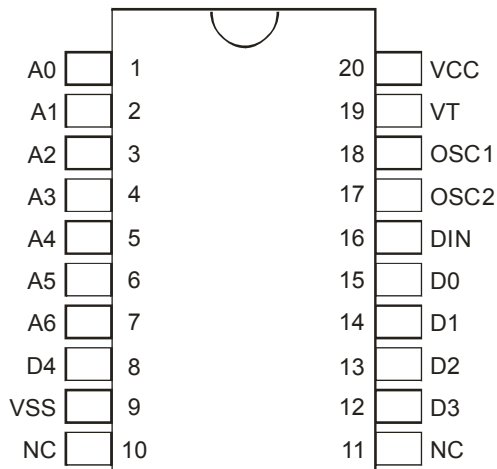 A0 1 20 VCC
A1 2 19 VT
A2 3 18 OSC1
A3 4 17 OSC2
A4 5 16 DIN
A5 6 15 D0
A6 7 14 D1
D4 8 13 D2
VSS 9 12 D3
NC 10 11 NC